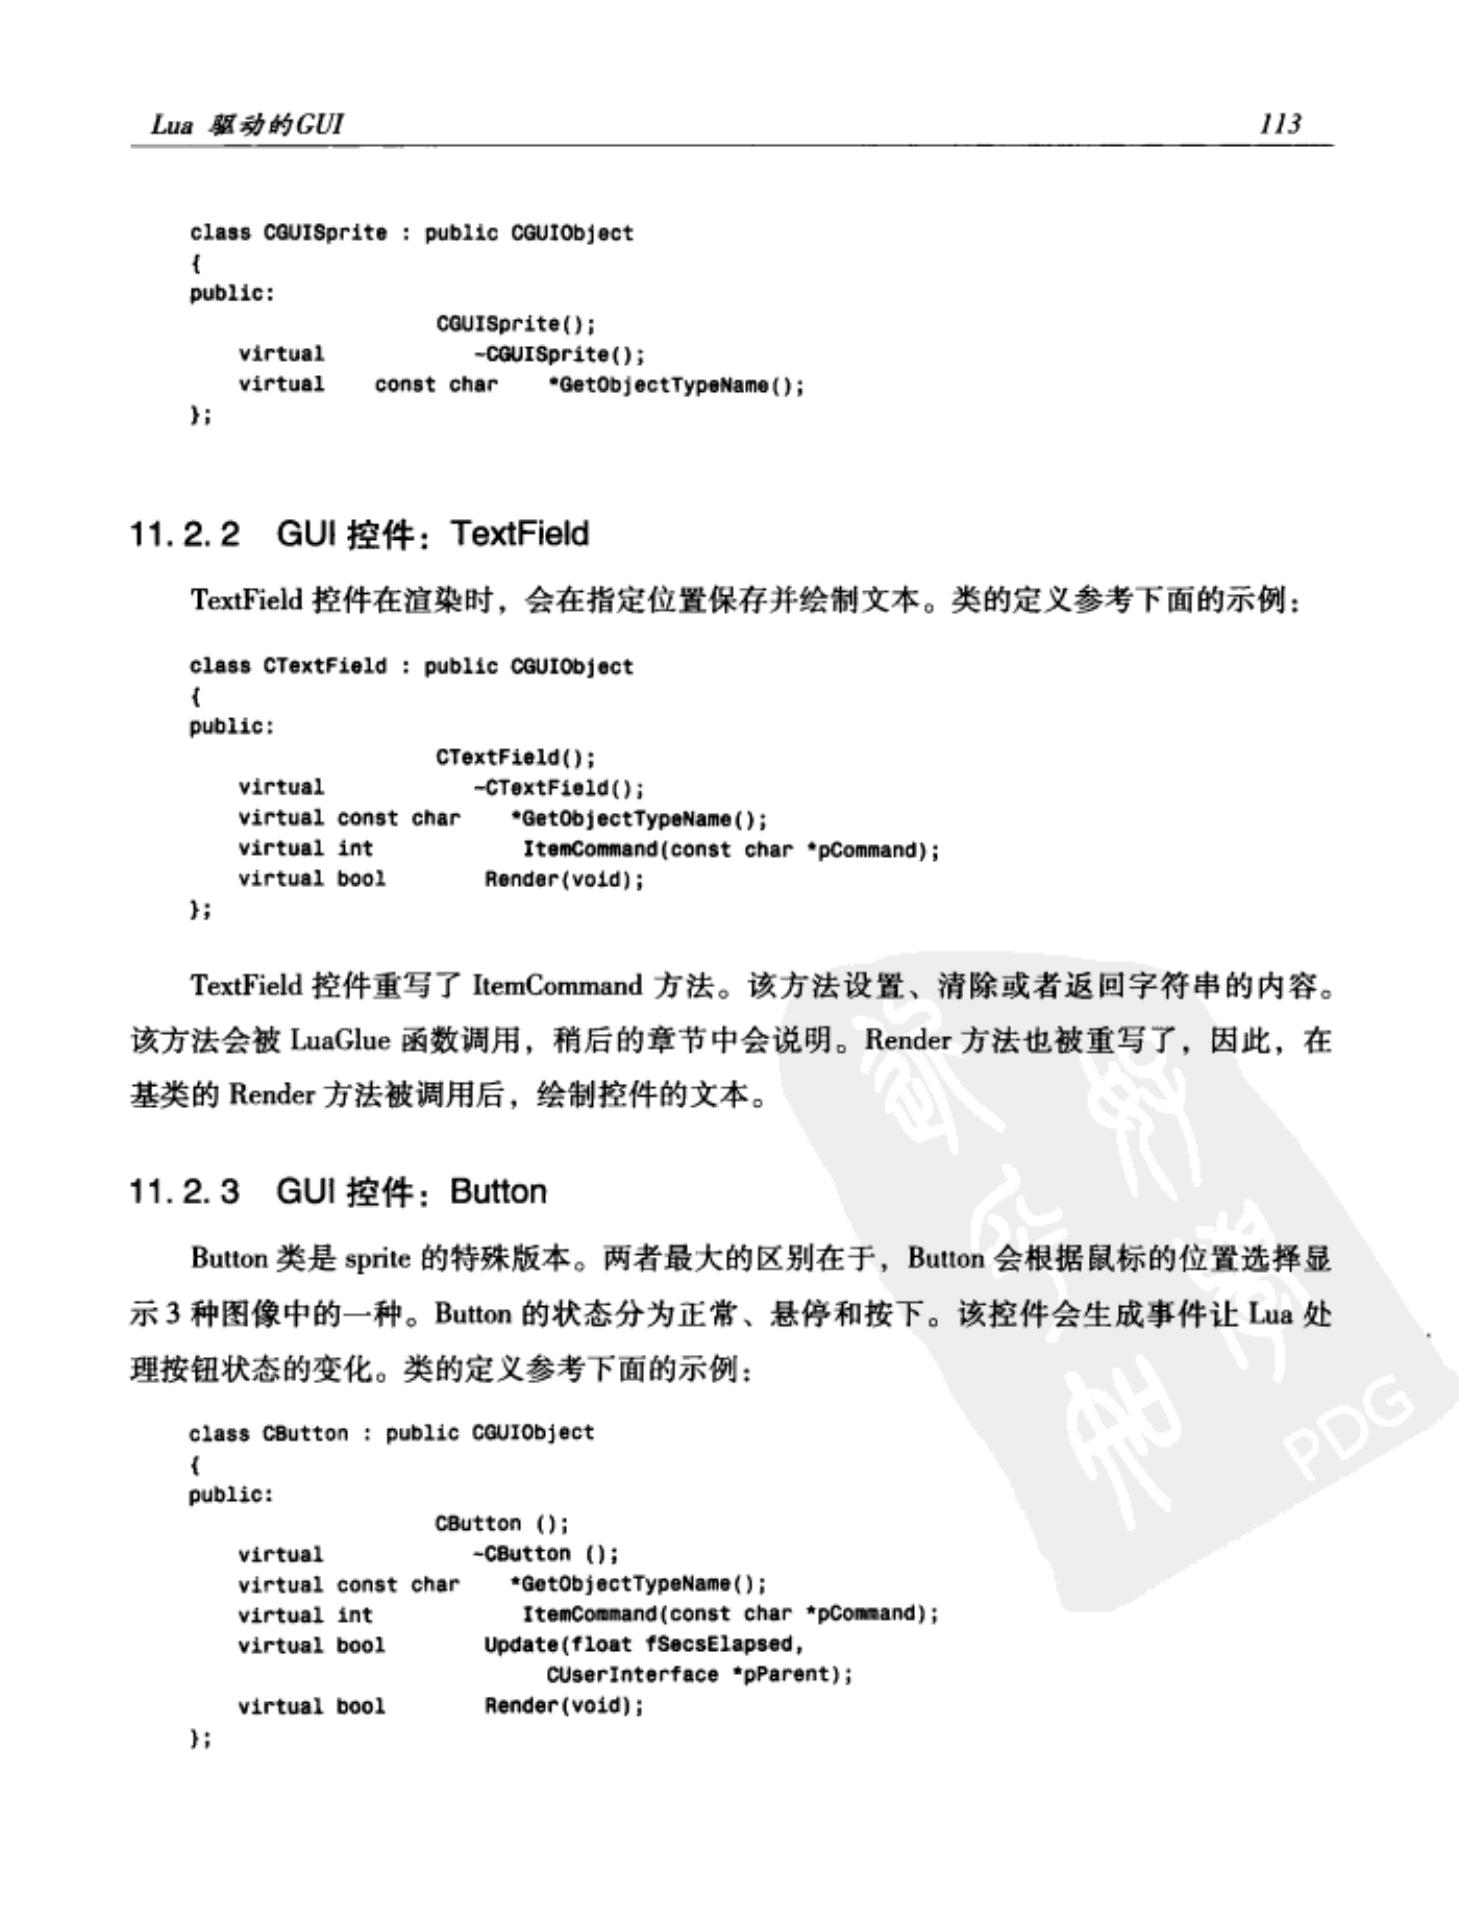 Lua 驱动的GUI 113
class CGUISprite : public CGUIObject
{
public:
CGUISprite();
virtual ~CGUISprite();
virtual const char *GetObjectTypeName();
};
11.2.2 GUI 控件：TextField
TextField 控件在渲染时，会在指定位置保存并绘制文本。类的定义参考下面的示例：
class CTextField : public CGUIObject
{
public:
CTextField();
virtual ~CTextField();
virtual const char *GetObjectTypeName();
virtual int ItemCommand(const char *pCommand);
virtual bool Render(void);
};
TextField 控件重写了 ItemCommand 方法。该方法设置、清除或者返回字符串的内容。
该方法会被 LuaGlue 函数调用，稍后的章节中会说明。Render 方法也被重写了，因此，在
基类的 Render 方法被调用后，绘制控件的文本。
11.2.3 GUI 控件：Button
Button 类是 sprite 的特殊版本。两者最大的区别在于，Button 会根据鼠标的位置选择显
示 3 种图像中的一种。Button 的状态分为正常、悬停和按下。该控件会生成事件让 Lua 处
理按钮状态的变化。类的定义参考下面的示例：
class CButton : public CGUIObject
{
public:
CButton ();
virtual ~CButton ();
virtual const char *GetObjectTypeName();
virtual int ItemCommand(const char *pCommand);
virtual bool Update(float fSecsElapsed,
CUserInterface *pParent);
virtual bool Render(void);
};
PDG